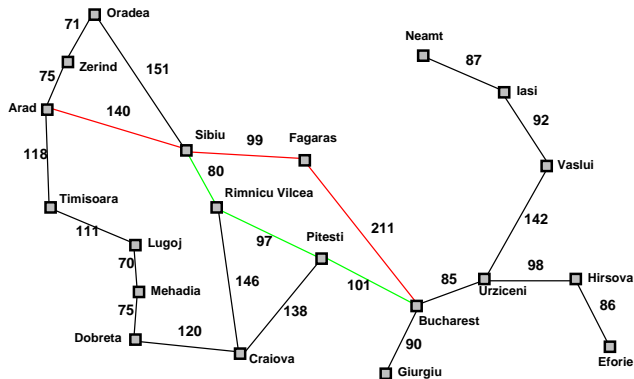 Oradea
71
Neamt
87
Zerind
151
75
Iasi
Arad
140
92
Sibiu
99
Fagaras
118
80
Vaslui
Rimnicu Vilcea
Timisoara
111
97
Pitesti
211
142
Lugoj
70
146
101
85
98
Hirsova
Mehadia
Urziceni
75
138
86
Bucharest
120
Dobreta
90
Craiova
Eforie
Giurgiu